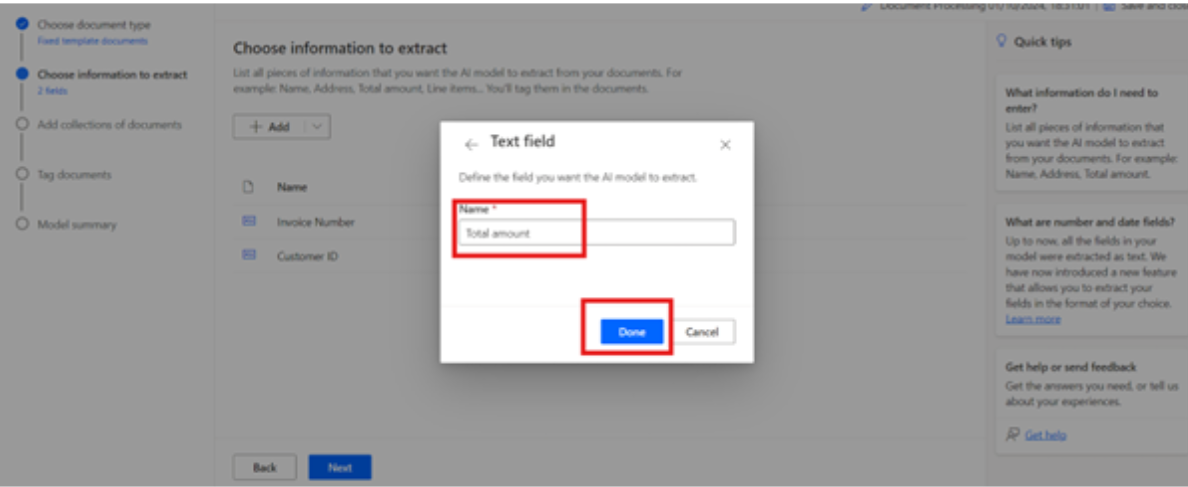 Document Processing 01/10/2024, 18:51:01 | Save and close
Choose document type
Fixed template documents
Choose information to extract
2 fields
Add collections of documents
Tag documents
Model summary
Choose information to extract
List all pieces of information that you want the AI model to extract from your documents. For
example: Name, Address, Total amount, Line items... You'll tag them in the documents.
+ Add
Name
Invoice Number
Customer ID
Text field
Define the field you want the AI model to extract.
Name *
Total amount
Done
Cancel
Back
Next
Quick tips
What information do I need to
enter?
List all pieces of information that
you want the AI model to extract
from your documents. For example:
Name, Address, Total amount.
What are number and date fields?
Up to now, all the fields in your
model were extracted as text. We
have now introduced a new feature
that allows you to extract your
fields in the format of your choice.
Learn more
Get help or send feedback
Get the answers you need, or tell us
about your experiences.
Get help